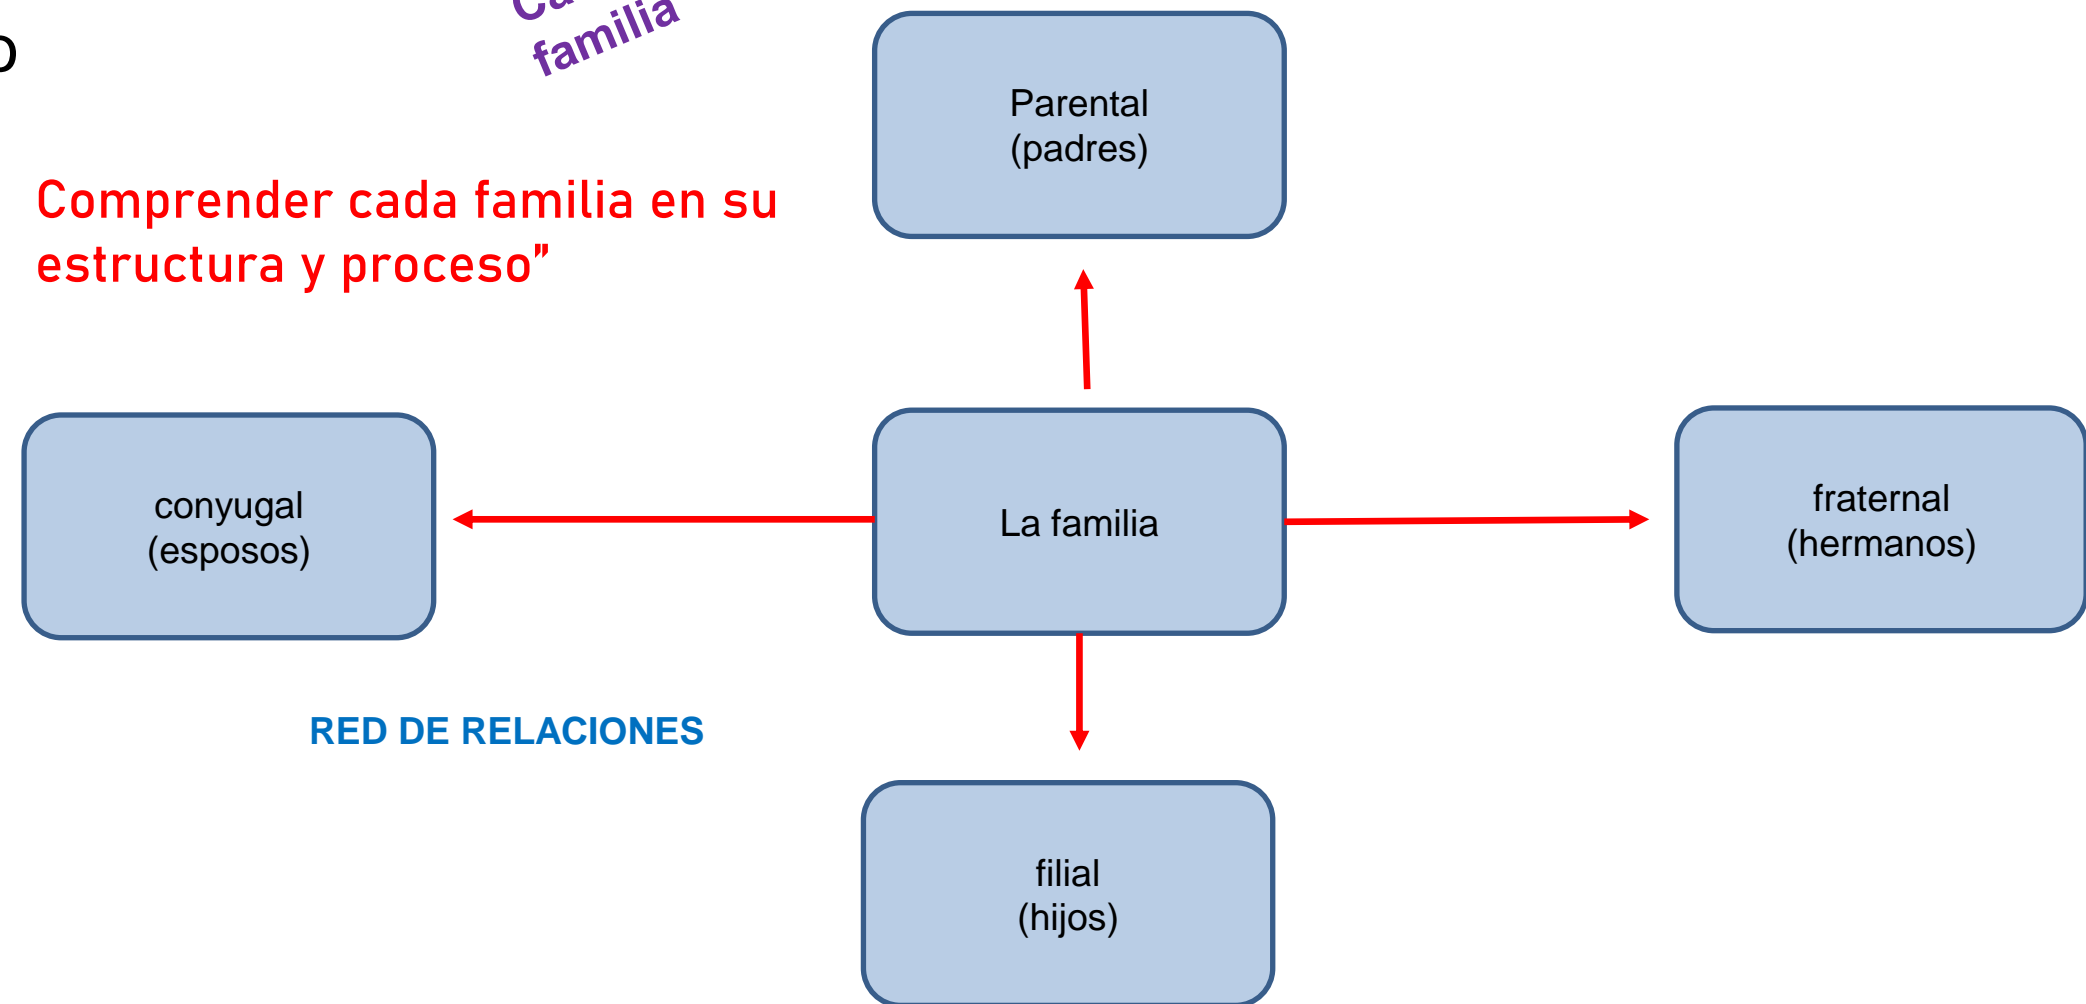 familia
Parental
(padres)
Comprender cada familia en su
estructura y proceso”
conyugal
(esposos)
La familia
fraternal
(hermanos)
RED DE RELACIONES
filial
(hijos)